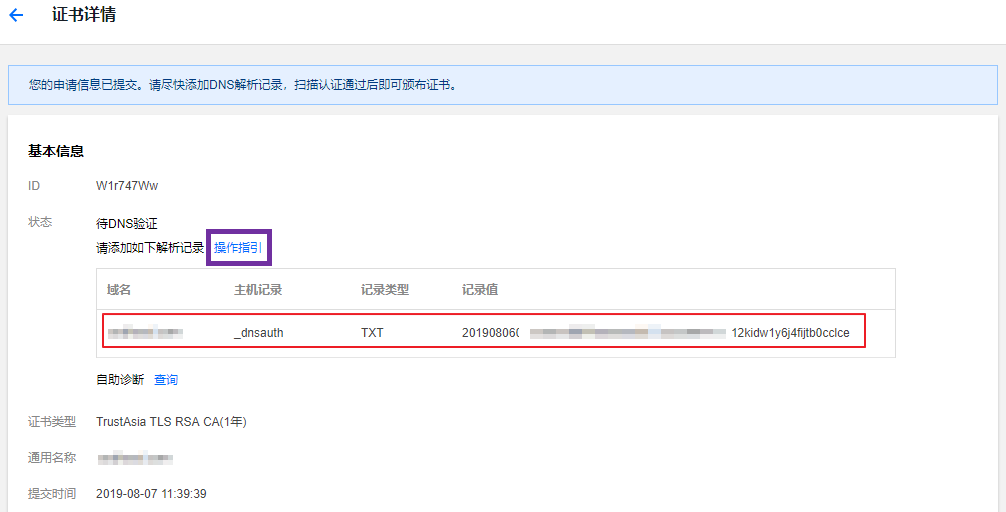 证书详情
您的申请信息已提交。请尽快添加DNS解析记录，扫描认证通过后即可颁布证书。
基本信息
ID W1r747Ww
状态 待DNS验证
请添加如下解析记录 操作指引
域名 主机记录 记录类型 记录值
_dnsauth TXT 20190806 12kidw1y6j4fijtb0cclce
自助诊断 查询
证书类型 TrustAsia TLS RSA CA(1年)
通用名称
提交时间 2019-08-07 11:39:39